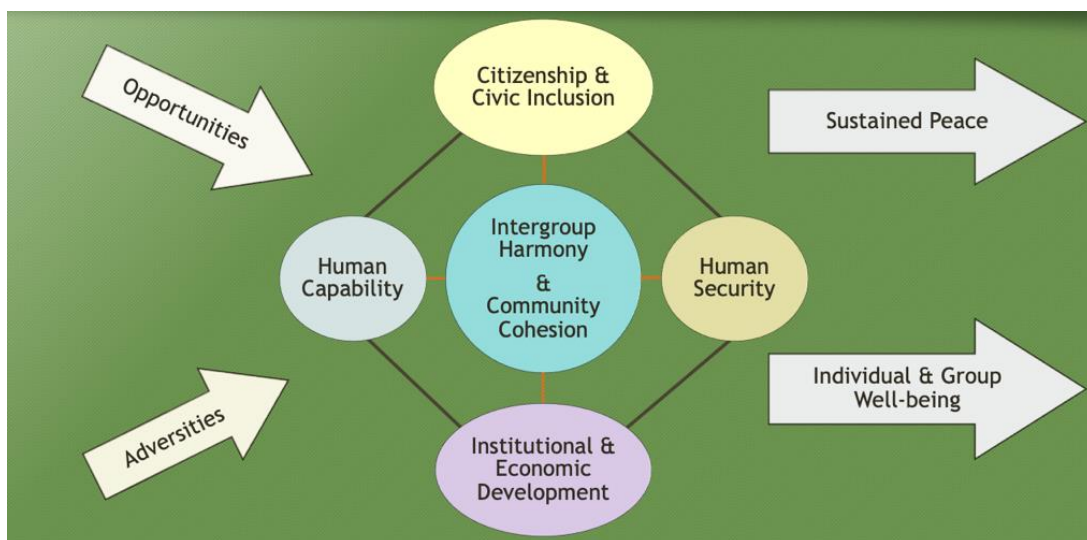 Opportunities
Citizenship &
Civic Inclusion
Sustained Peace
Human
Capability
Intergroup
Harmony
&
Community
Cohesion
Human
Security
Adversities
Institutional &
Economic
Development
Individual & Group
Well-being